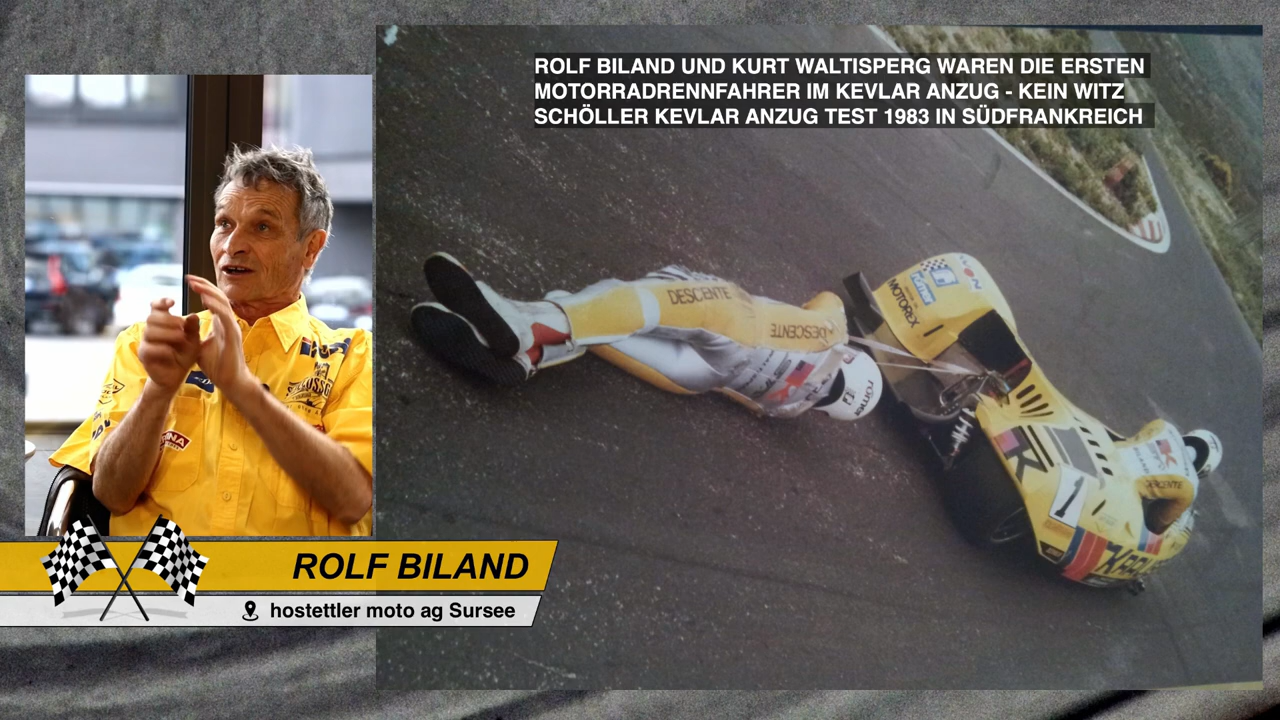 ROLF BILAND UND KURT WALTISPERG WAREN DIE ERSTEN
MOTORRADRENNFAHRER IM KEVLAR ANZUG - KEIN WITZ
SCHÖLLER KEVLAR ANZUG TEST 1983 IN SÜDFRANKREICH
DESCENTE
DESCENTE
MOTOREX
1
ROLF BILAND
hostettler moto ag Sursee